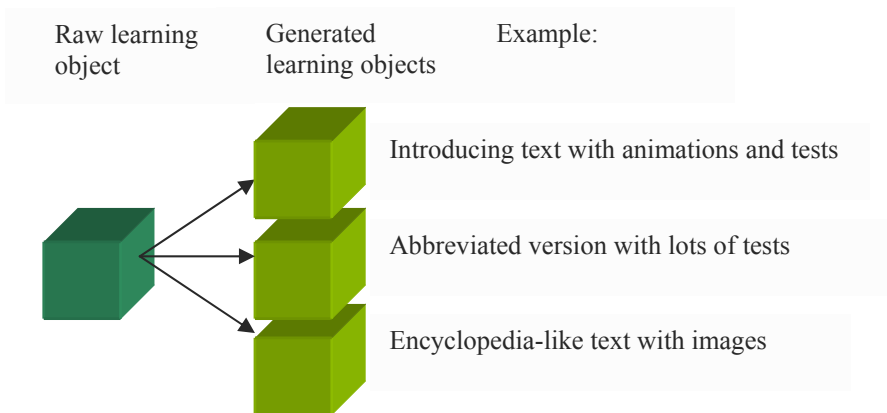 Raw learning
object
Generated
learning objects
Example:
Introducing text with animations and tests
Abbreviated version with lots of tests
Encyclopedia-like text with images